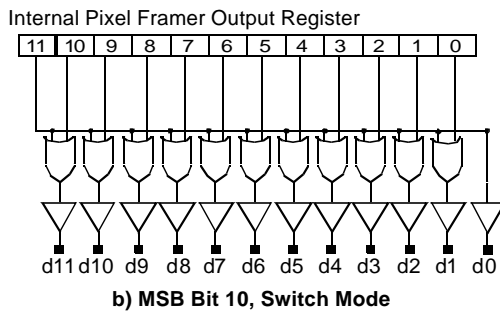 Internal Pixel Framer Output Register
11 10 9 8 7 6 5 4 3 2 1 0
d11 d10 d9 d8 d7 d6 d5 d4 d3 d2 d1 d0
b) MSB Bit 10, Switch Mode